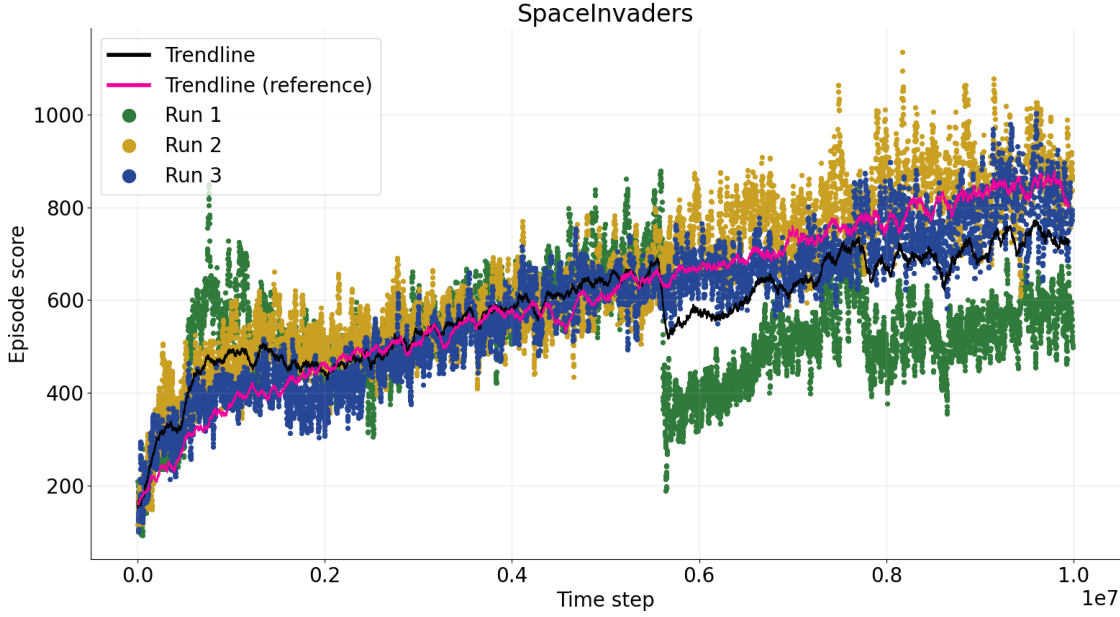 SpaceInvaders
Trendline
Trendline (reference)
Run 1
Run 2
Run 3
Episode score
1000
800
600
400
200
0.0 0.2 0.4 0.6 0.8 1.0
1e7
Time step